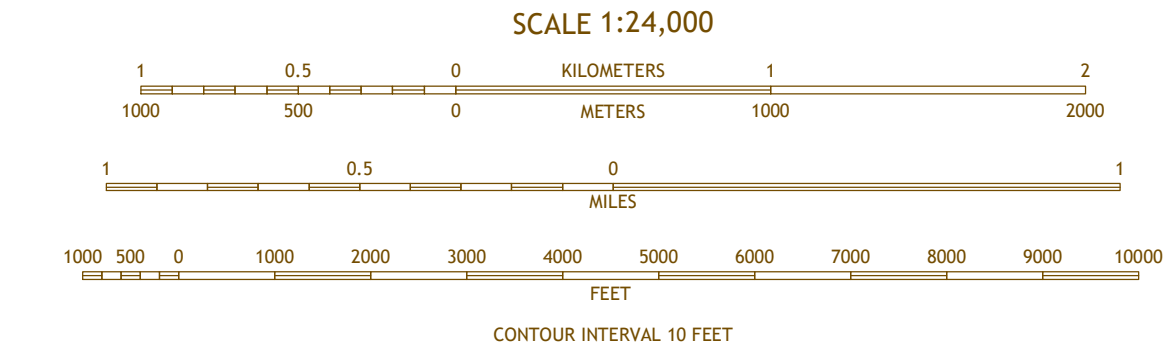 SCALE 1:24,000
1 0.5 0 KILOMETERS 1 2
1000 500 0 METERS 1000 2000
1 0.5 0 1
MILES
1000 500 0 1000 2000 3000 4000 5000 6000 7000 8000 9000 10000
FEET
CONTOUR INTERVAL 10 FEET